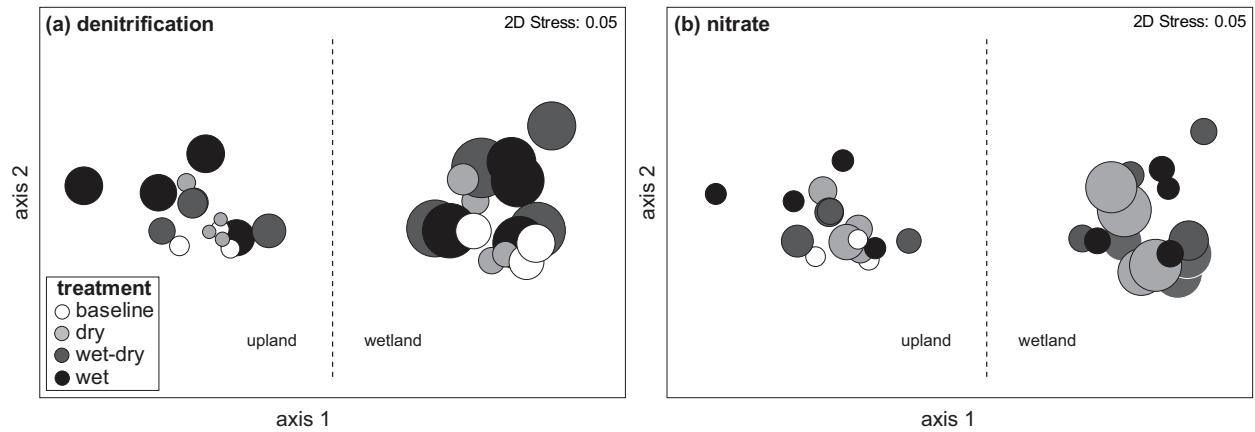 (a) denitrification
2D Stress: 0.05
axis 2
upland
wetland
treatment
baseline
dry
wet-dry
wet
axis 1
(b) nitrate
2D Stress: 0.05
axis 2
upland
wetland
axis 1